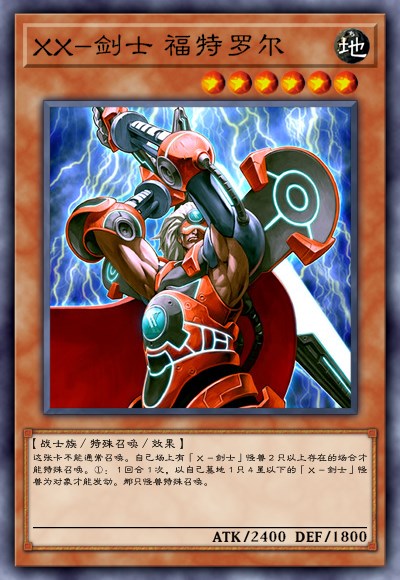 XX-剑士 福特罗尔
地
【战士族／特殊召唤／效果】
这张卡不能通常召唤。自己场上有「X－剑士」怪兽2只以上存在的场合才
能特殊召唤。①：1回合1次，以自己墓地1只4星以下的「X－剑士」怪
兽为对象才能发动。那只怪兽特殊召唤。
ATK/2400 DEF/1800